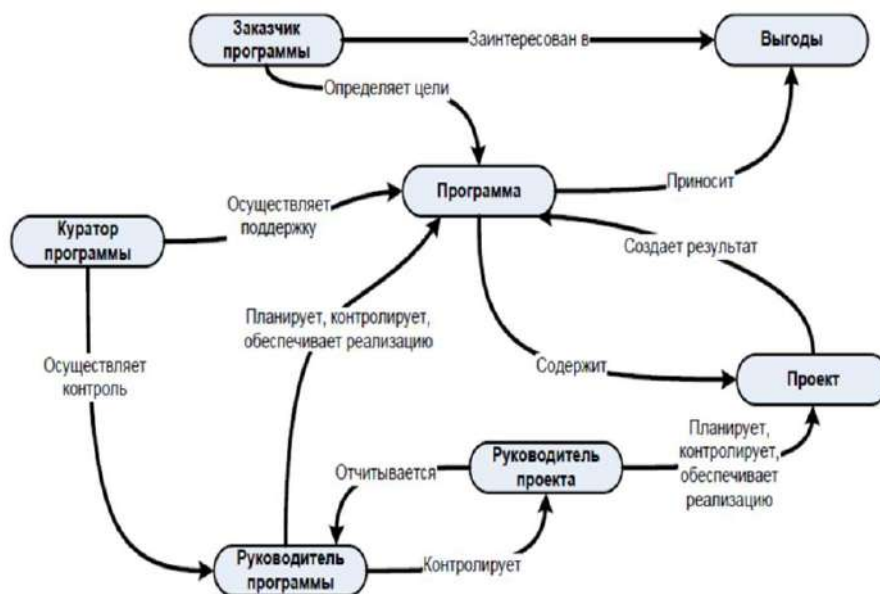 Заказчик
программы
Заинтересован в
Выгоды
Определяет цели
Программа
Приносит
Осуществляет
поддержку
Куратор
программы
Создает результат
Планирует, контролирует,
обеспечивает реализацию
Осуществляет
контроль
Содержит
Проект
Планирует,
контролирует,
обеспечивает
реализацию
Руководитель
проекта
Отчитывается
Руководитель
программы
Контролирует